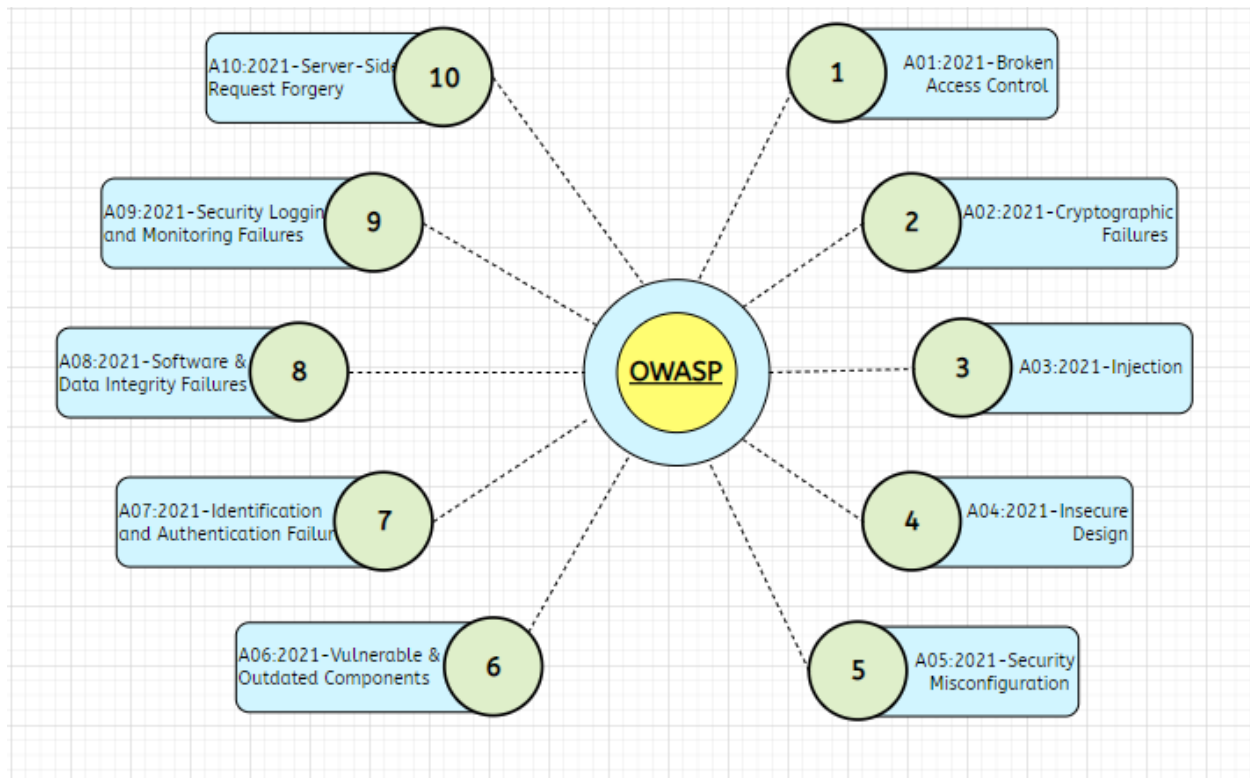 A10:2021-Server-Side
Request Forgery
10
1
A01:2021-Broken
Access Control
A09:2021-Security Loggin
and Monitoring Failures
9
2
A02:2021-Cryptographic
Failures
A08:2021-Software &
Data Integrity Failures
8
OWASP
3
A03:2021-Injection
A07:2021-Identification
and Authentication Failur
7
4
A04:2021-Insecure
Design
A06:2021-Vulnerable &
Outdated Components
6
5
A05:2021-Security
Misconfiguration